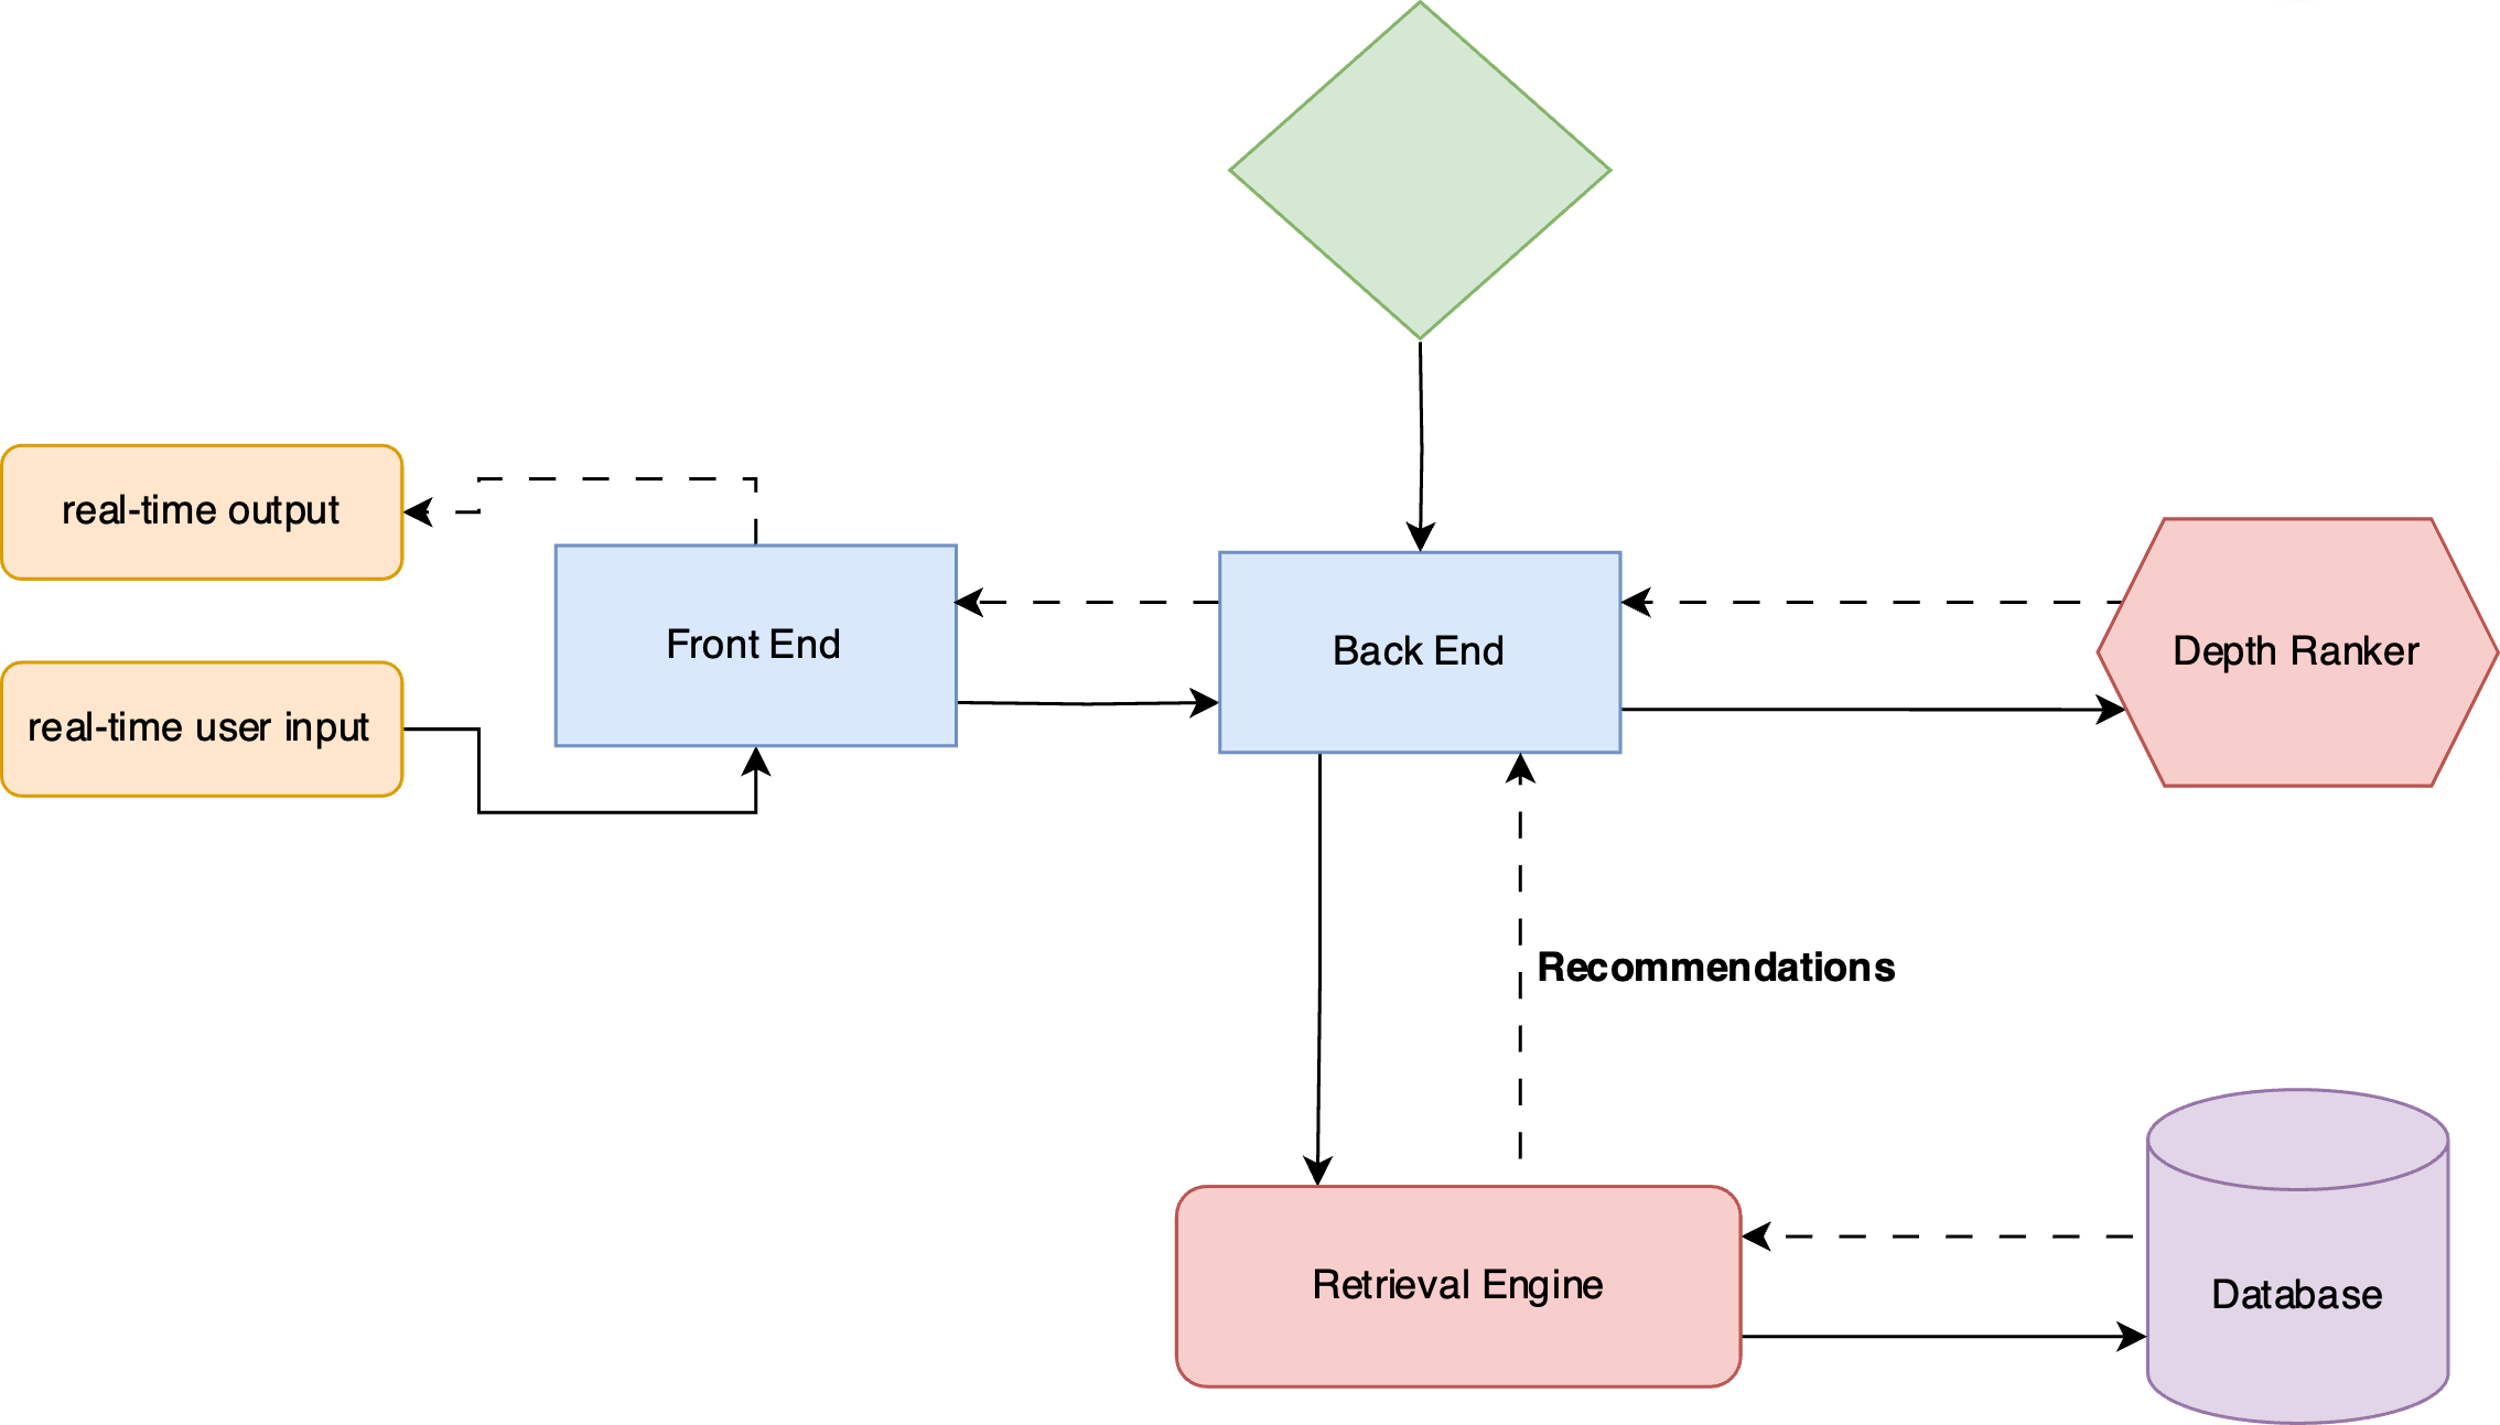 real-time output
Front End
Back End
Depth Ranker
real-time user input
Recommendations
Retrieval Engine
Database